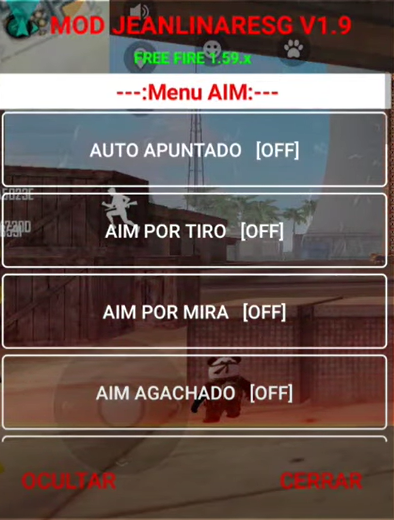 MOD JEANLINARESG V1.9
FREE FIRE 1.59.x
---:Menu AIM:---
AUTO APUNTADO [OFF]
AIM POR TIRO [OFF]
AIM POR MIRA [OFF]
AIM AGACHADO [OFF]
OCULTAR CERRAR